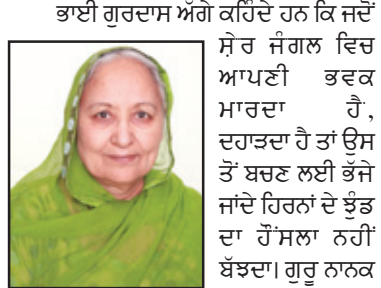 ਭਾਈ ਗੁਰਦਾਸ ਅੱਗੇ ਕਹਿੰਦੇ ਹਨ ਕਿ ਜਦੋਂ
ਸ਼ੇਰ ਜੰਗਲ ਵਿਚ
ਆਪਣੀ ਭਵਕ
ਮਾਰਦਾ ਹੈ,
ਦਹਾੜਦਾ ਹੈ ਤਾਂ ਉਸ
ਤੋਂ ਬਚਣ ਲਈ ਭੱਜੇ
ਜਾਂਦੇ ਹਿਰਨਾਂ ਦੇ ਝੁੰਡ
ਦਾ ਹੌਂਸਲਾ ਨਹੀਂ
ਬੱਝਦਾ। ਗੁਰੂ ਨਾਨਕ